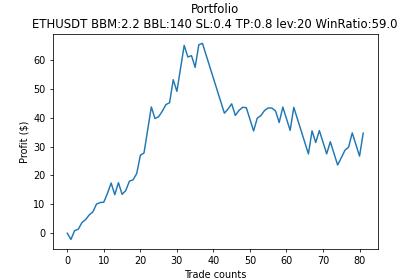 Portfolio
ETHUSDT BBM:2.2 BBL:140 SL:0.4 TP:0.8 lev:20 WinRatio:59.0
Profit ($)
60
50
40
30
20
10
0
0 10 20 30 40 50 60 70 80
Trade counts